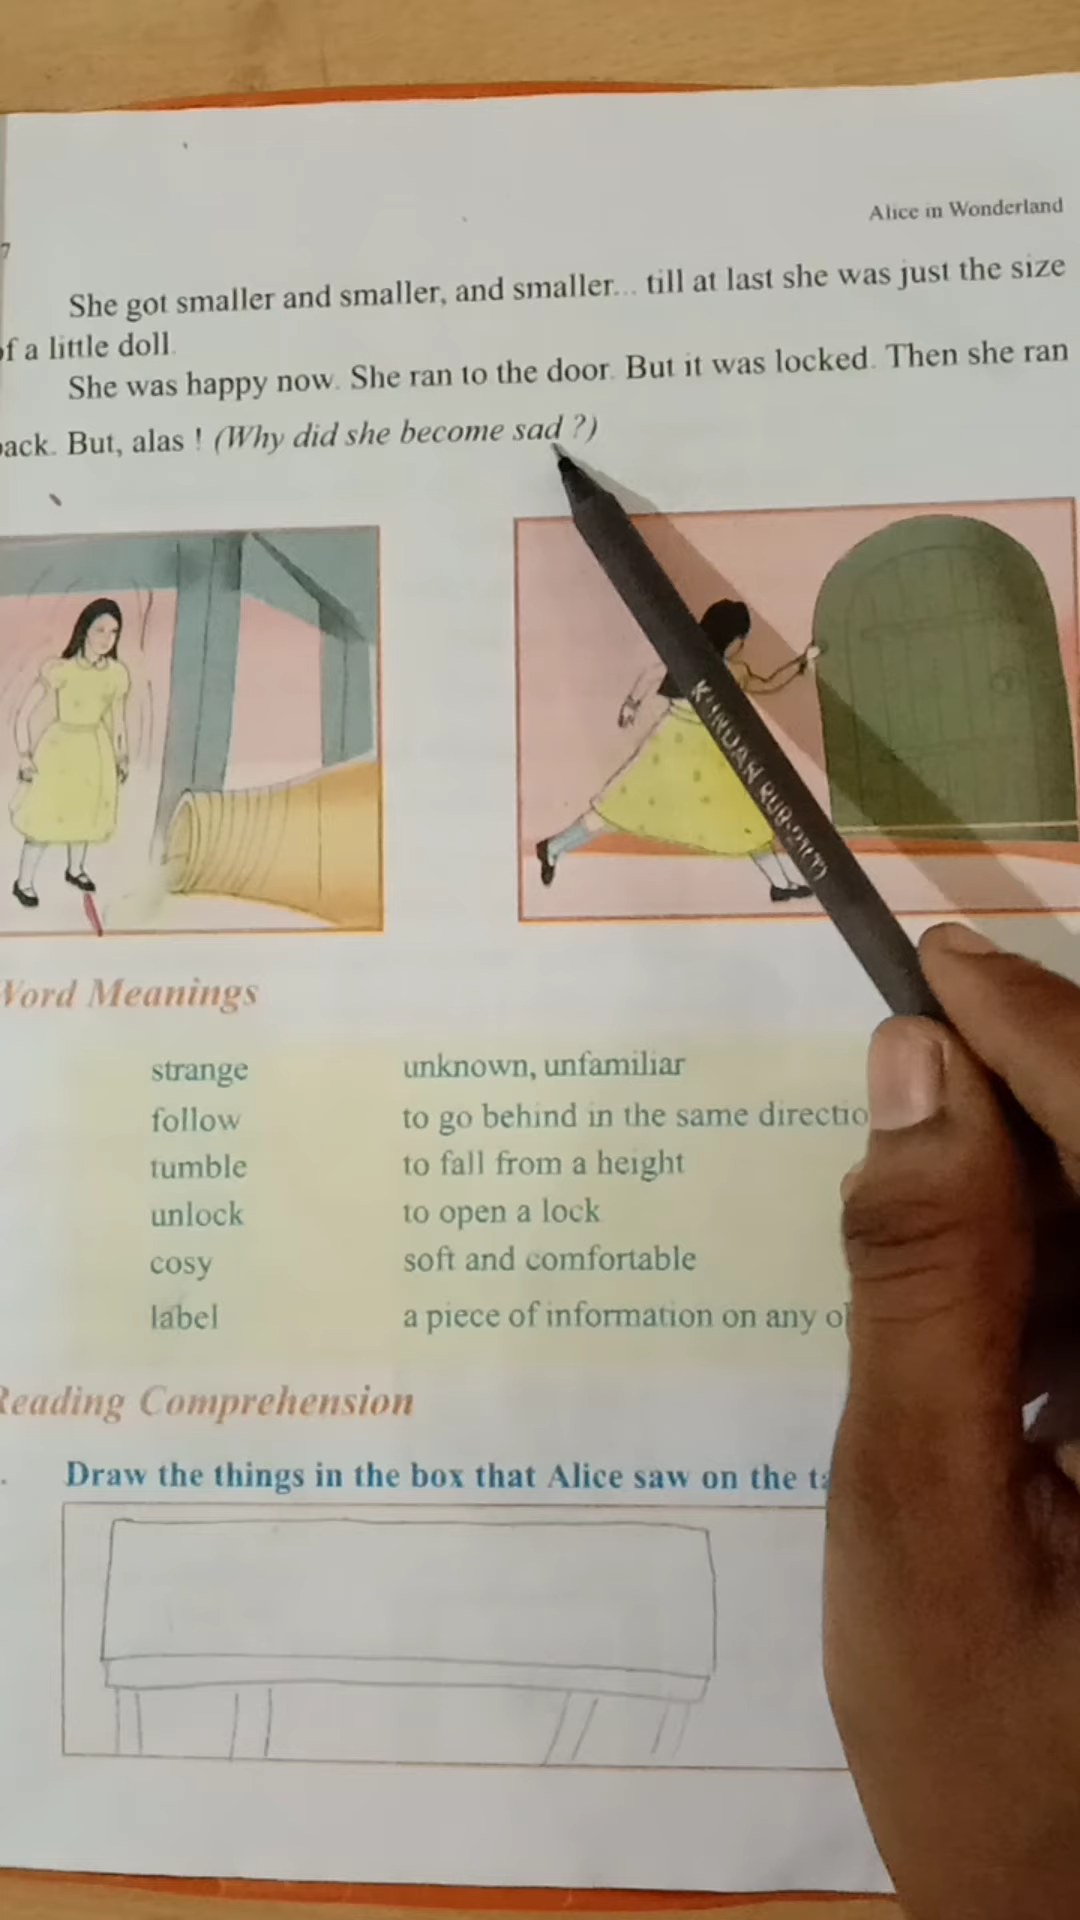 Alice in Wonderland
7
She got smaller and smaller, and smaller... till at last she was just the size
of a little doll.
She was happy now. She ran to the door. But it was locked. Then she ran
back. But, alas ! (Why did she become sad ?)
Word Meanings
strange unknown, unfamiliar
follow to go behind in the same directio
tumble to fall from a height
unlock to open a lock
cosy soft and comfortable
label a piece of information on any
Reading Comprehension
Draw the things in the box that Alice saw on the